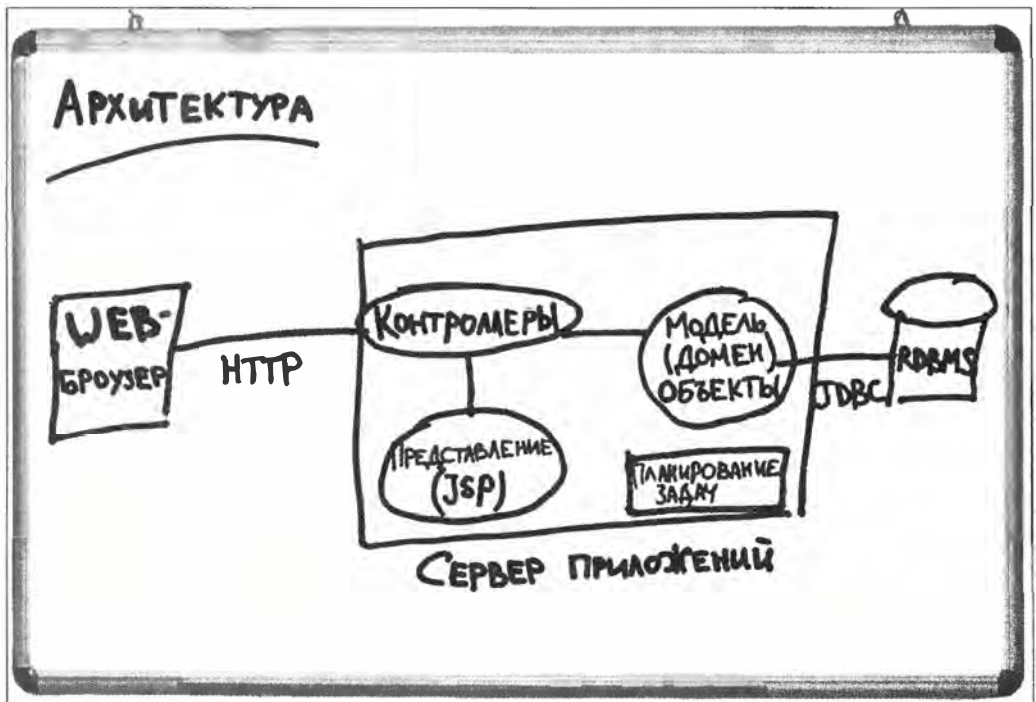 АРХИТЕКТУРА
WEB-
БРОУЗЕР
HTTP
КОНТРОЛЛЕРЫ
ПРЕДСТАВЛЕНИЕ
(JSP)
МОДЕЛЬ
(ДОМЕН)
ОБЪЕКТЫ
ПЛАНИРОВАНИЕ
ЗАДАЧ
СЕРВЕР ПРИЛОЖЕНИЙ
JDBC
RDBMS